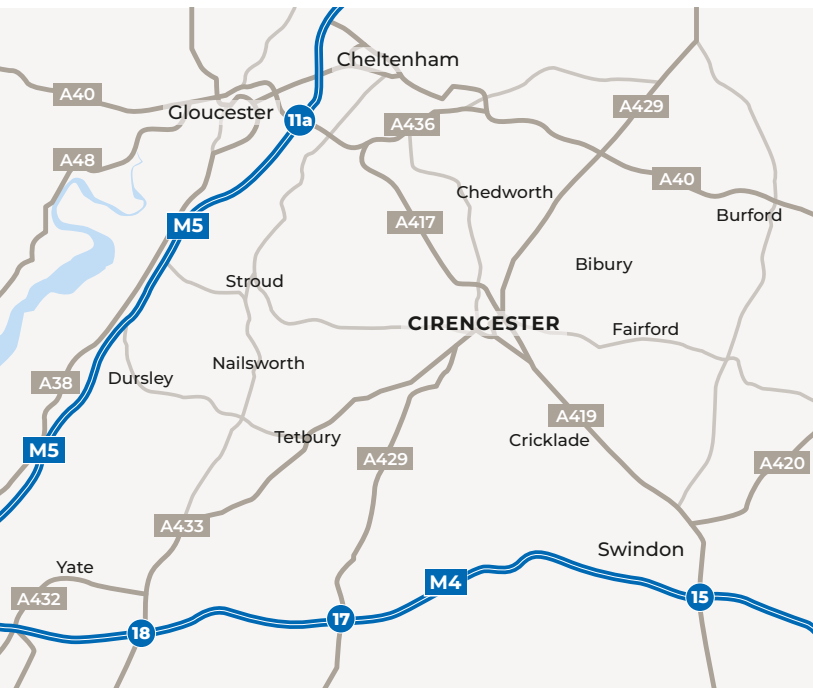 Cheltenham
A40
A429
Gloucester
11a
A436
A48
A40
Chedworth
Burford
M5
A417
Bibury
Stroud
CIRENCESTER
Fairford
Nailsworth
A38
Dursley
A419
Tetbury
Cricklade
M5
A429
A420
A433
Swindon
Yate
M4
A432
15
17
18